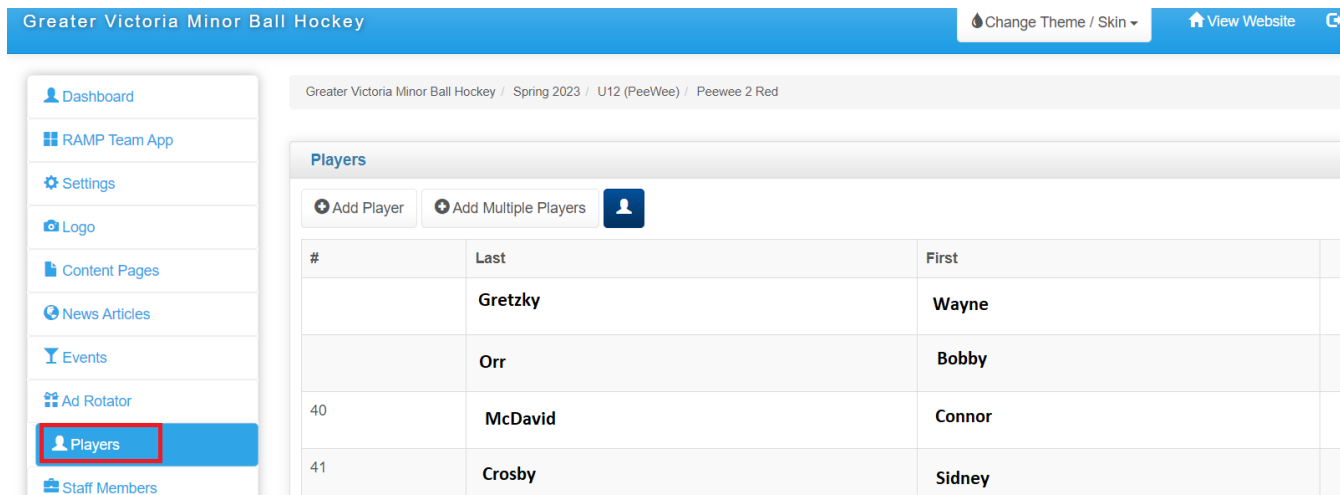 Greater Victoria Minor Ball Hockey
Change Theme / Skin
View Website
Dashboard
RAMP Team App
Settings
Logo
Content Pages
News Articles
Events
Ad Rotator
Players
Staff Members
Greater Victoria Minor Ball Hockey / Spring 2023 / U12 (PeeWee) / Peewee 2 Red
Players
Add Player Add Multiple Players
# Last First
Gretzky Wayne
Orr Bobby
40 McDavid Connor
41 Crosby Sidney